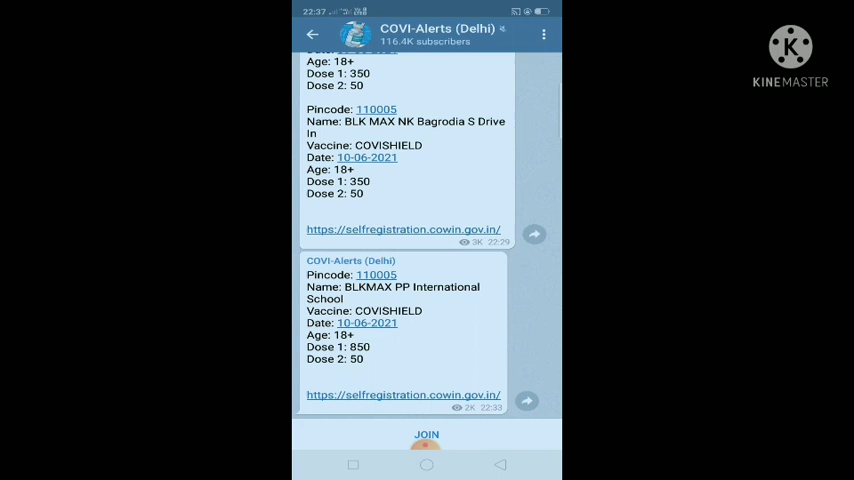 22:37
COVI-Alerts (Delhi)
116.4K subscribers
Age: 18+
Dose 1: 350
Dose 2: 50
Pincode: 110005
Name: BLK MAX NK Bagrodia S Drive
In
Vaccine: COVISHIELD
Date: 10-06-2021
Age: 18+
Dose 1: 350
Dose 2: 50
https://selfregistration.cowin.gov.in/
3K 22:29
COVI-Alerts (Delhi)
Pincode: 110005
Name: BLKMAX PP International
School
Vaccine: COVISHIELD
Date: 10-06-2021
Age: 18+
Dose 1: 850
Dose 2: 50
https://selfregistration.cowin.gov.in/
2K 22:33
JOIN
K
KINEMASTER